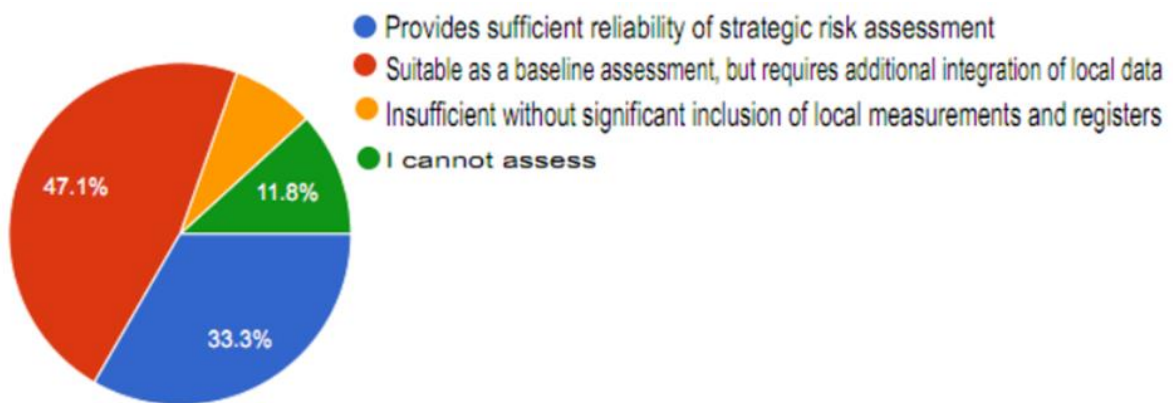 Provides sufficient reliability of strategic risk assessment
Suitable as a baseline assessment, but requires additional integration of local data
Insufficient without significant inclusion of local measurements and registers
I cannot assess
47.1%
11.8%
33.3%